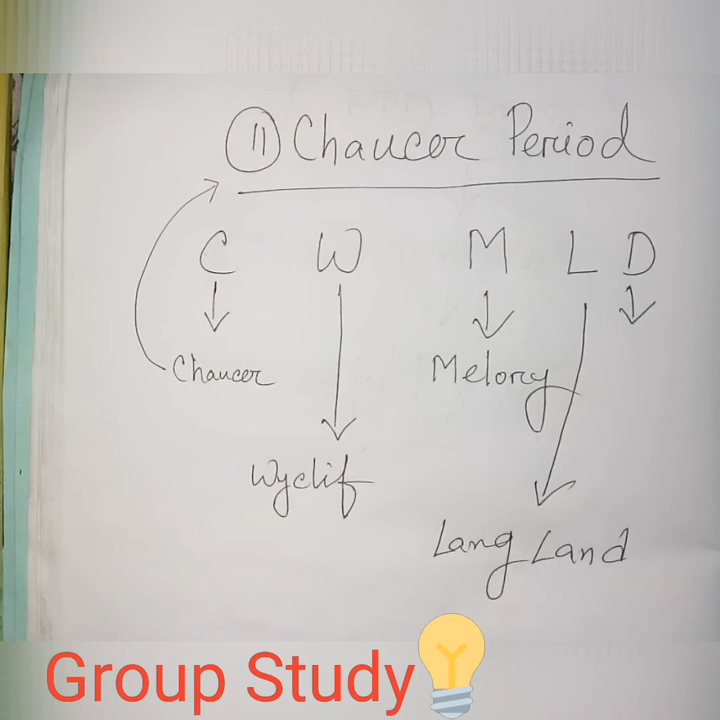 11 Chaucer Period
C W M L D
Chaucer Melory
Wyclif
Lang Land
Group Study